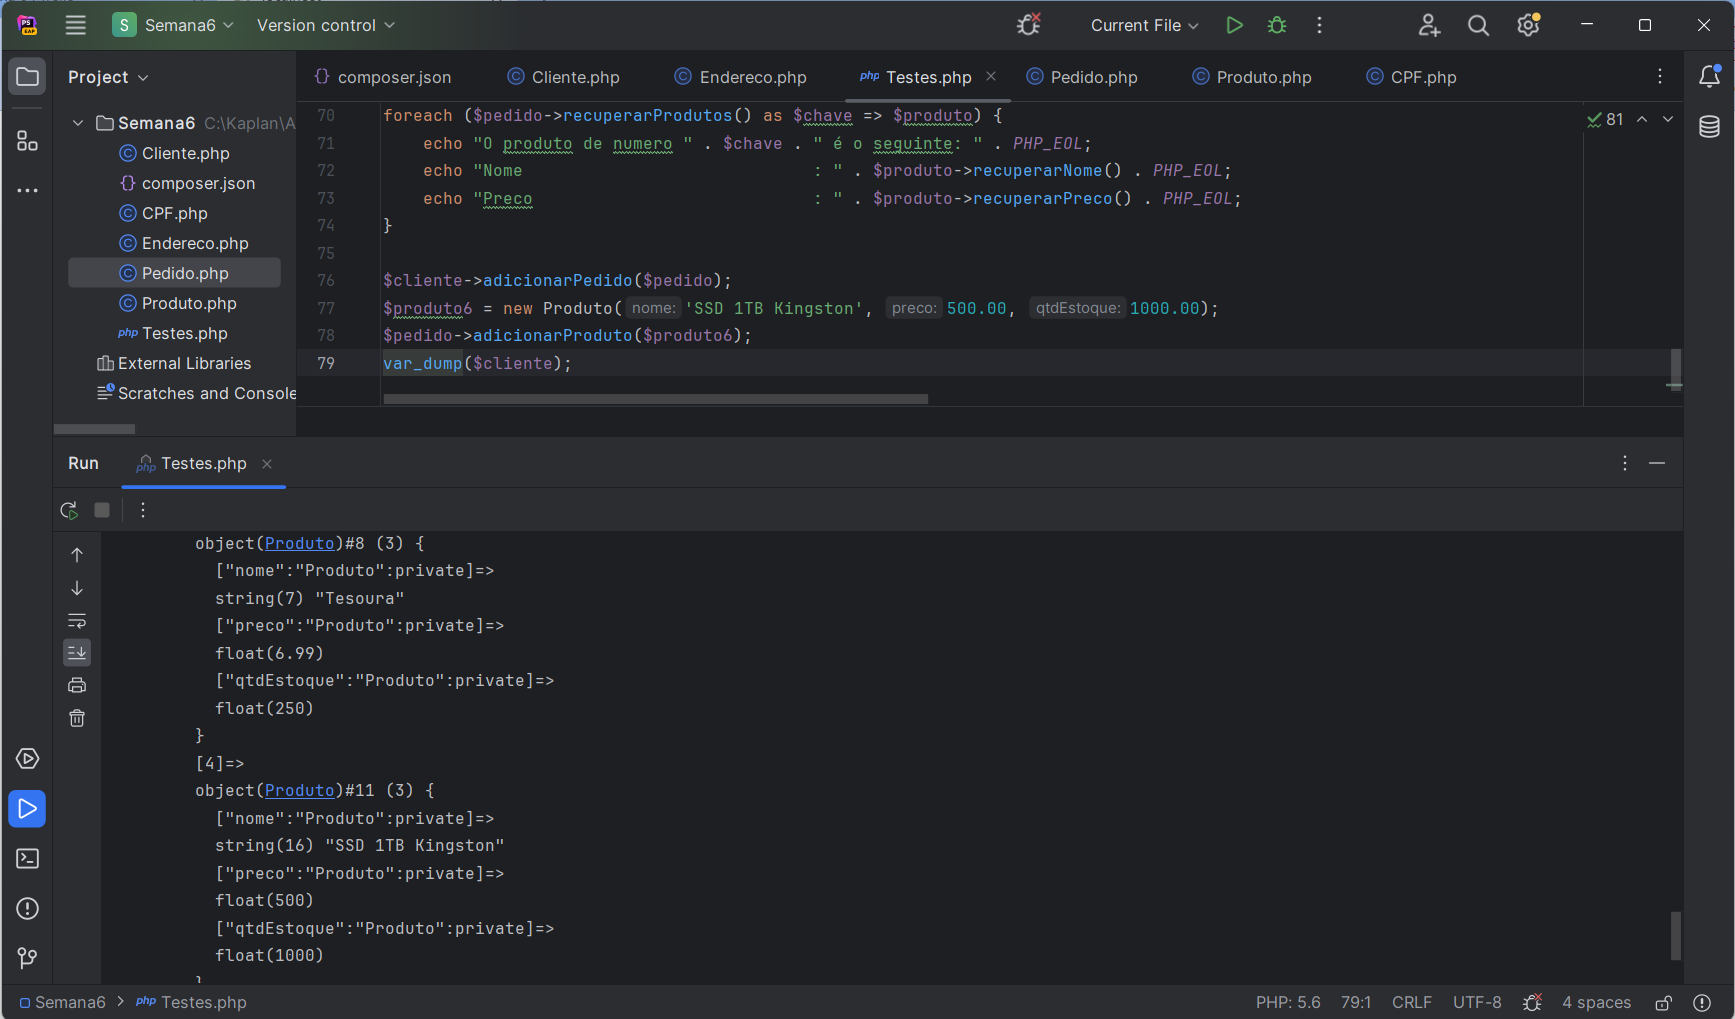 PS
EAP
S Semana6
Version control
Current File
Project
composer.json
Cliente.php
Endereco.php
php Testes.php
Pedido.php
Produto.php
CPF.php
Semana6 C:\Kaplan\A
Cliente.php
composer.json
CPF.php
Endereco.php
Pedido.php
Produto.php
php Testes.php
External Libraries
Scratches and Console
81
70 foreach ($pedido->recuperarProdutos() as $chave => $produto) {
71 echo "O produto de numero " . $chave . " é o sequinte: " . PHP_EOL;
72 echo "Nome : " . $produto->recuperarNome() . PHP_EOL;
73 echo "Preco : " . $produto->recuperarPreco() . PHP_EOL;
74 }
75
76 $cliente->adicionarPedido($pedido);
77 $produto6 = new Produto( nome: 'SSD 1TB Kingston', preco: 500.00, qtdEstoque: 1000.00);
78 $pedido->adicionarProduto($produto6);
79 var_dump($cliente);
Run
php Testes.php
object(Produto)#8 (3) {
["nome":"Produto":private]=>
string(7) "Tesoura"
["preco":"Produto":private]=>
float(6.99)
["qtdEstoque":"Produto":private]=>
float(250)
}
[4]=>
object(Produto)#11 (3) {
["nome":"Produto":private]=>
string(16) "SSD 1TB Kingston"
["preco":"Produto":private]=>
float(500)
["qtdEstoque":"Produto":private]=>
float(1000)
}
Semana6 > php Testes.php
PHP: 5.6
79:1
CRLF
UTF-8
4 spaces